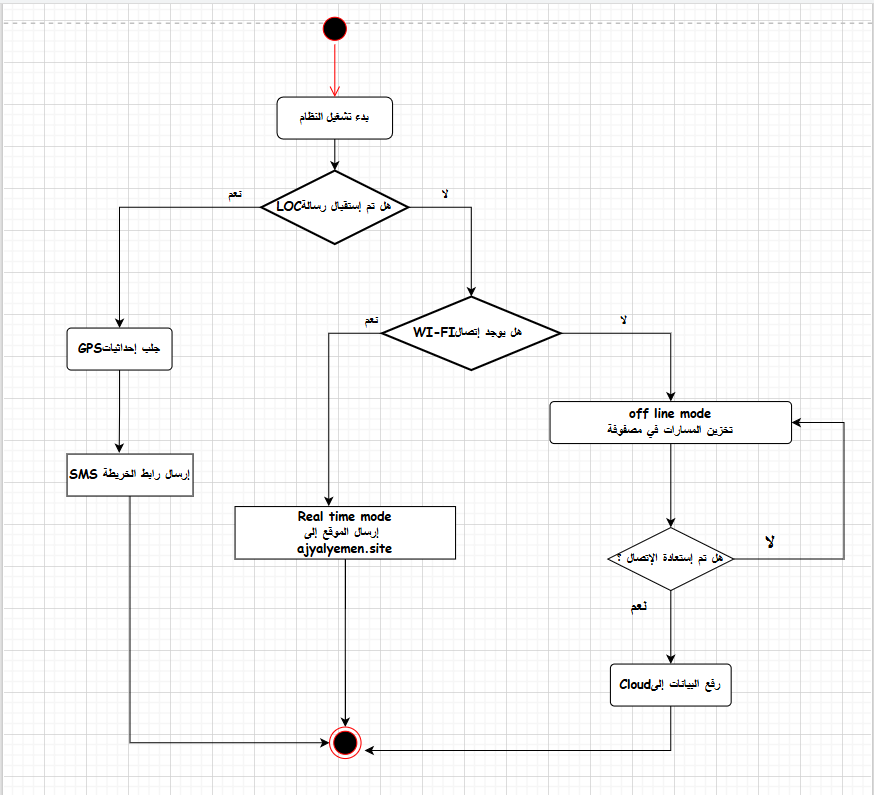 بدء تشغيل النظام
نعم
لا
هل تم إستقبال رسالةLOC
نعم
لا
هل يوجد إتصالWI-FI
جلب إحداثياتGPS
off line mode
تخزين المسارات في مصفوفة
إرسال رابط الخريطة SMS
Real time mode
إرسال الموقع إلى
ajyalyemen.site
لا
هل تم إستعادة الإتصال ؟
نعم
رفع البيانات إلىCloud